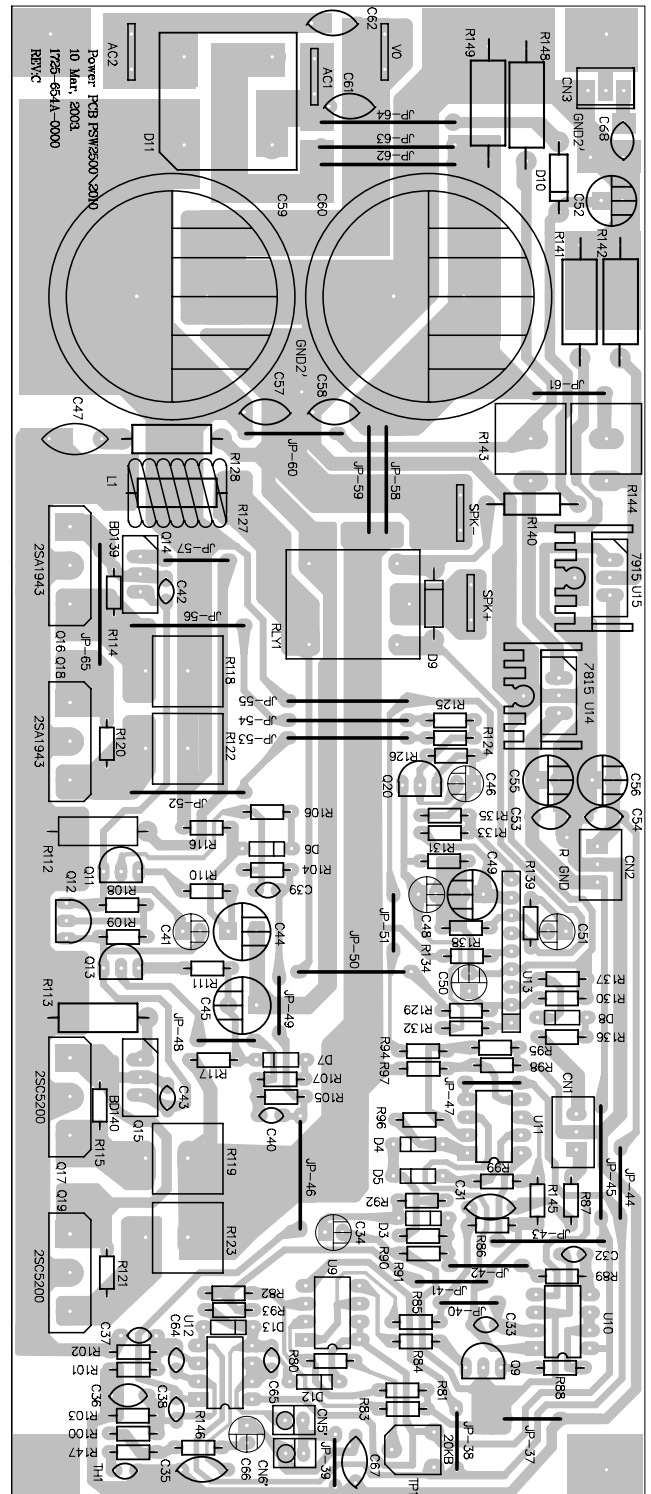 Power PCB PSW2500\2010
10 Mar, 2003.
1725-654A-0000
REV:C
AC2
C62
V0
AC1
C61
D11
JP-64
JP-63
JP-62
R149
R148
CN3
GND2'
C68
D10
C52
C59
C60
R141
R142
GND2'
C57
C58
JP-61
C47
JP-60
JP-59
JP-58
R143
R144
R128
L1
R127
SPK-
R140
2SA1943
BD139
Q14
JP-57
7915 U15
C42
R114
JP-56
SPK+
Q16 Q18
JP-65
R118
RLY1
D9
7815 U14
JP-55
JP-54
JP-53
R125
R124
2SA1943
R120
R122
R126
Q20
C46
C55
C56
JP-52
R106
R135
R133
C53
C54
R112
R116
D6
R104
R131
R GND
CN2
Q11
Q12
R108
R110
C39
C49
R139
R109
C41
C44
JP-51
C48
R138
C51
Q13
R111
JP-50
R134
C50
U13
R137
R130
R113
C45
JP-49
R129
R132
D8
R136
JP-48
R117
D7
R107
R105
R94
R97
R95
R98
2SC5200
BD140
Q15
C43
C40
JP-47
U11
CN1
R115
R96
D4
Q17 Q19
R119
JP-46
D5
R99
JP-45
JP-44
R92
C31
R145
R87
2SC5200
R121
R123
C34
D3
R90
R91
R86
JP-43
C32
JP-42
R89
JP-41
R82
R93
D13
U9
JP-40
C37
R102
R101
C64
U12
R85
R84
C33
U10
R80
Q9
R88
C36
C38
C65
D12
R81
R83
R103
R100
R147
R146
CN5'
JP-38
JP-37
20KB
TH1
C35
C66
CN6'
JP-39
C67